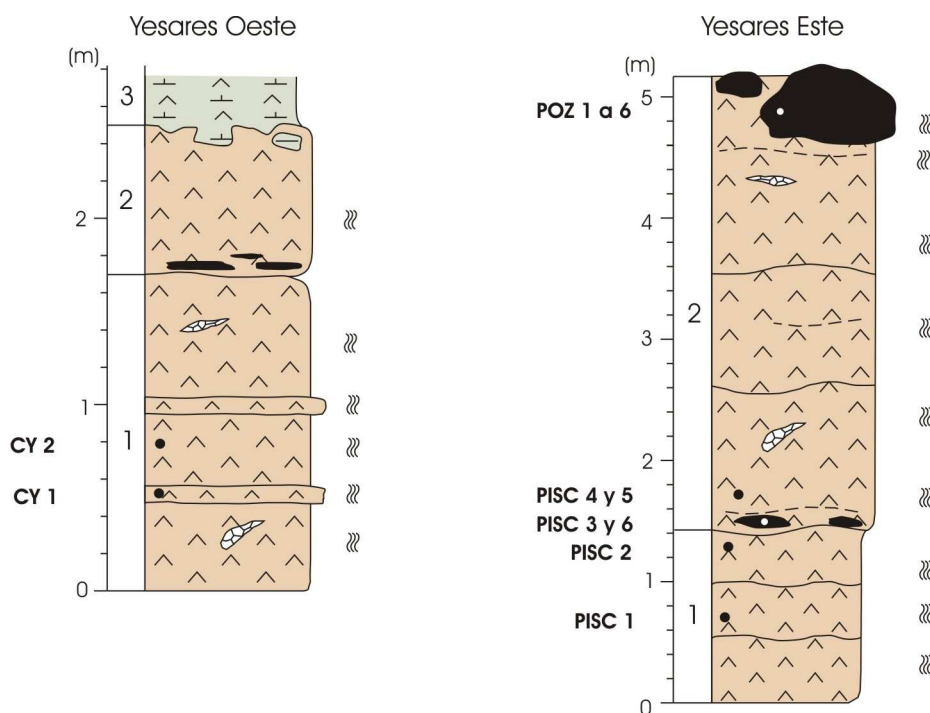 Yesares Oeste
(m)
3
2
2
1
1
CY 2
CY 1
0
Yesares Este
(m)
5
POZ 1 a 6
4
2
3
2
PISC 4 y 5
PISC 3 y 6
PISC 2
1
1
PISC 1
0